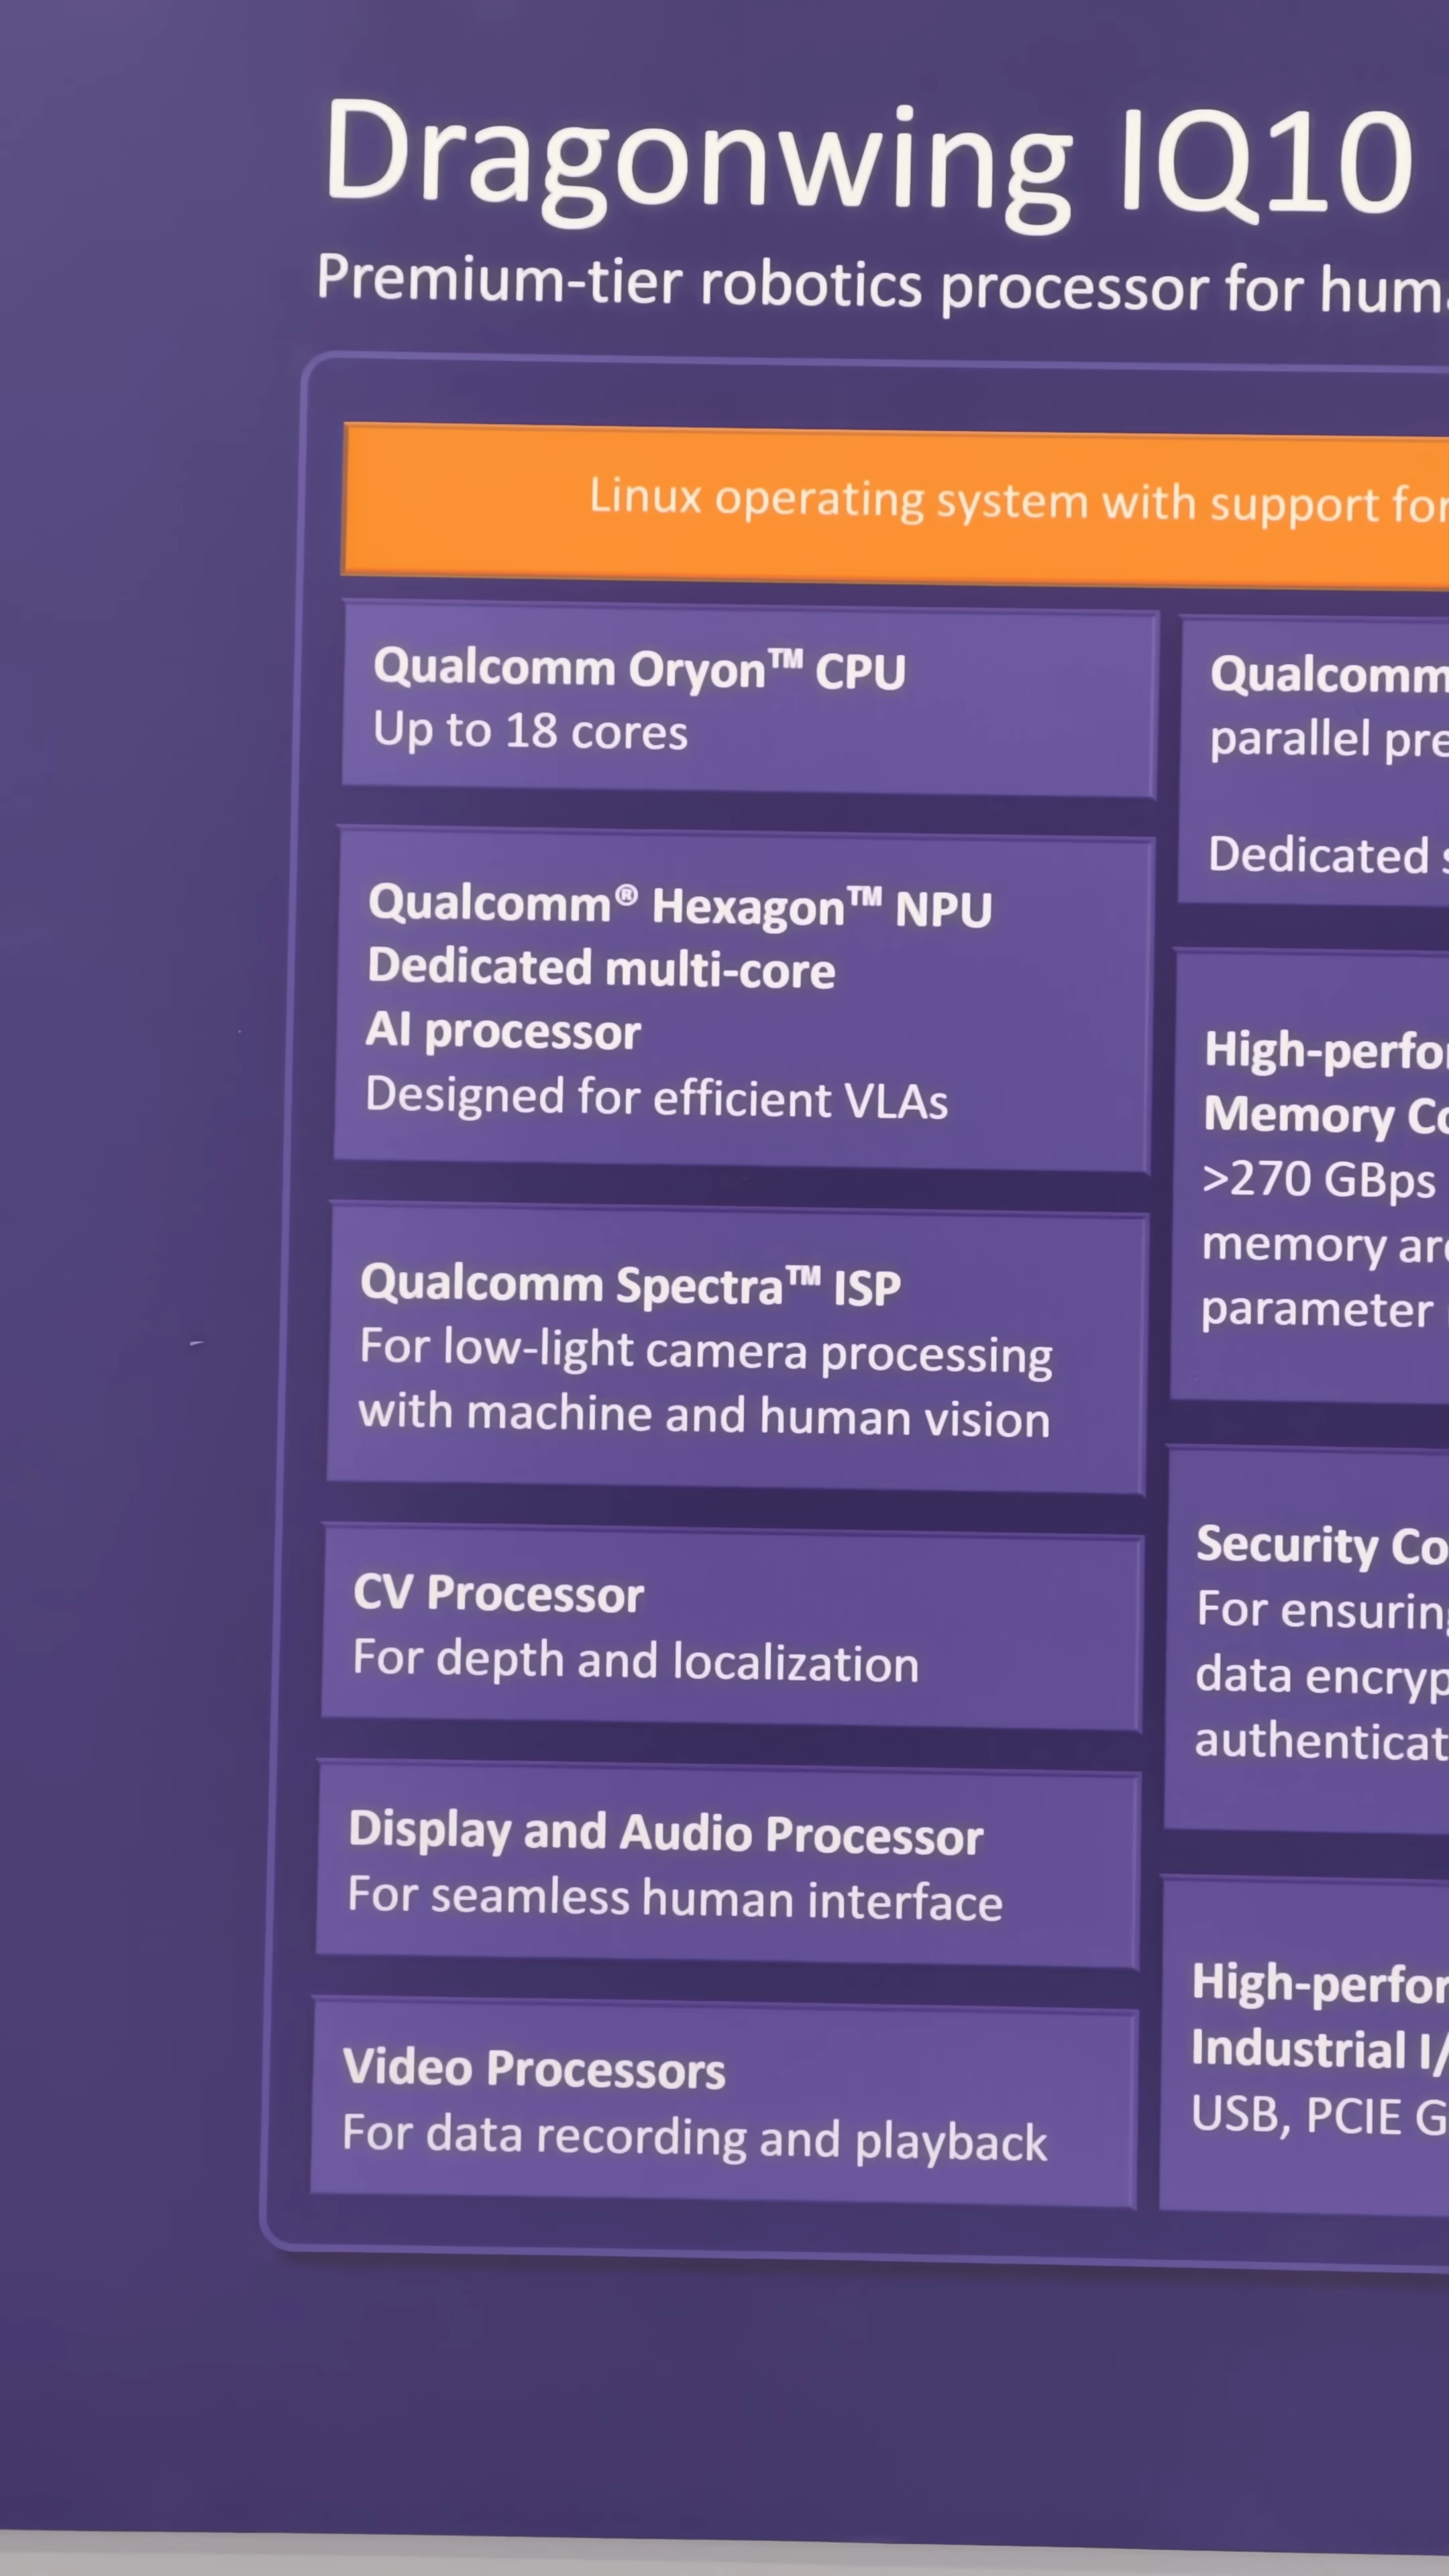 Dragonwing IQ10
Premium-tier robotics processor for
Linux operating system with support for
Qualcomm Oryon™ CPU
Up to 18 cores
Qualcomm® Hexagon™ NPU
Dedicated multi-core
AI processor
Designed for efficient VLAs
Qualcomm Spectra™ ISP
For low-light camera processing
with machine and human vision
CV Processor
For depth and localization
Display and Audio Processor
For seamless human interface
Video Processors
For data recording and playback
Qualcomm
parallel
Dedicated
Memory
>270 GBps
memory
parameter
Security
For
data
Industrial
USB, PCIE